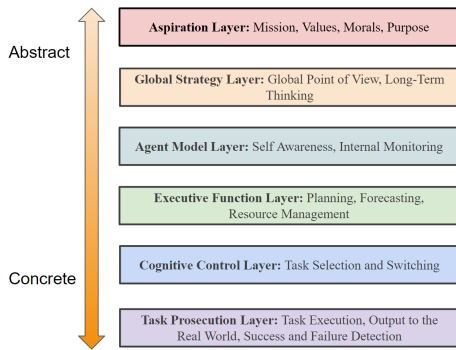 Abstract
Concrete
Aspiration Layer: Mission, Values, Morals, Purpose
Global Strategy Layer: Global Point of View, Long-Term
Thinking
Agent Model Layer: Self Awareness, Internal Monitoring
Executive Function Layer: Planning, Forecasting,
Resource Management
Cognitive Control Layer: Task Selection and Switching
Task Prosecution Layer: Task Execution, Output to the
Real World, Success and Failure Detection